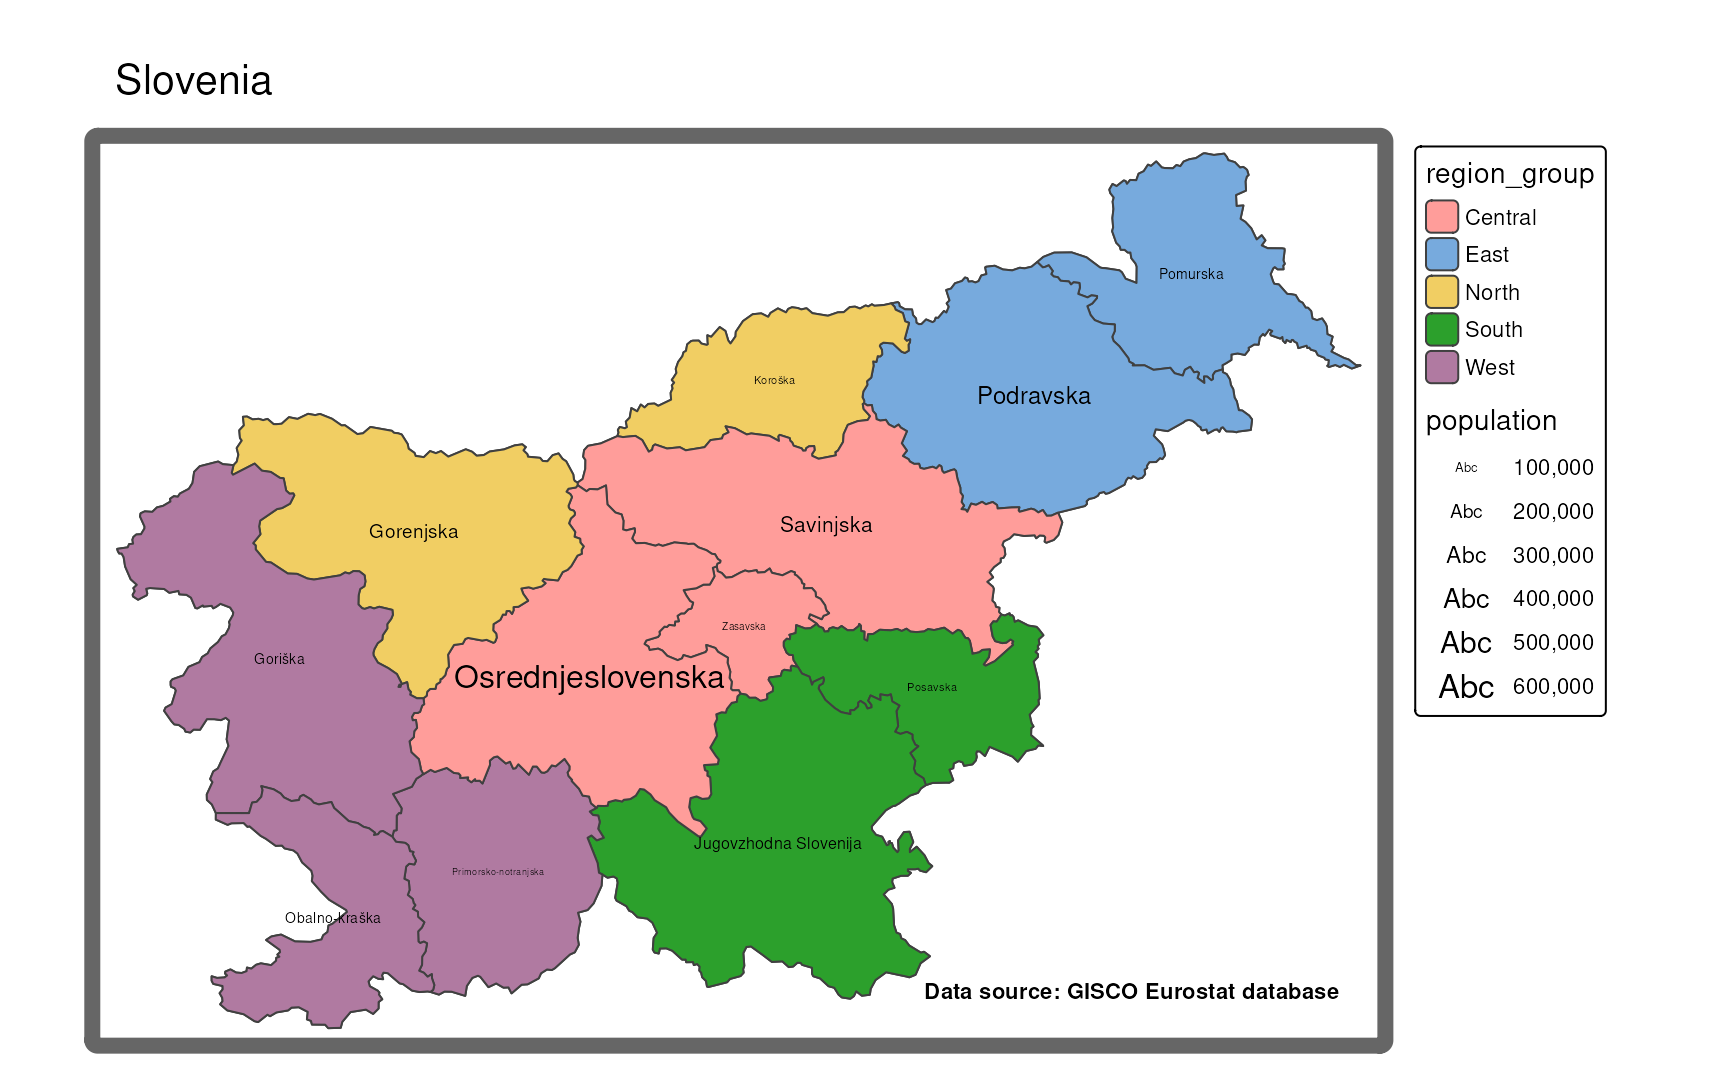 Slovenia
Pomurska
Koroška
Podravska
Gorenjska
Savinjska
Zasavska
Goriška
Osrednjeslovenska
Posavska
Jugovzhodna Slovenija
Primorsko-notranjska
Obalno-kraška
Data source: GISCO Eurostat database
region_group
Central
East
North
South
West
population
Abc 100,000
Abc 200,000
Abc 300,000
Abc 400,000
Abc 500,000
Abc 600,000